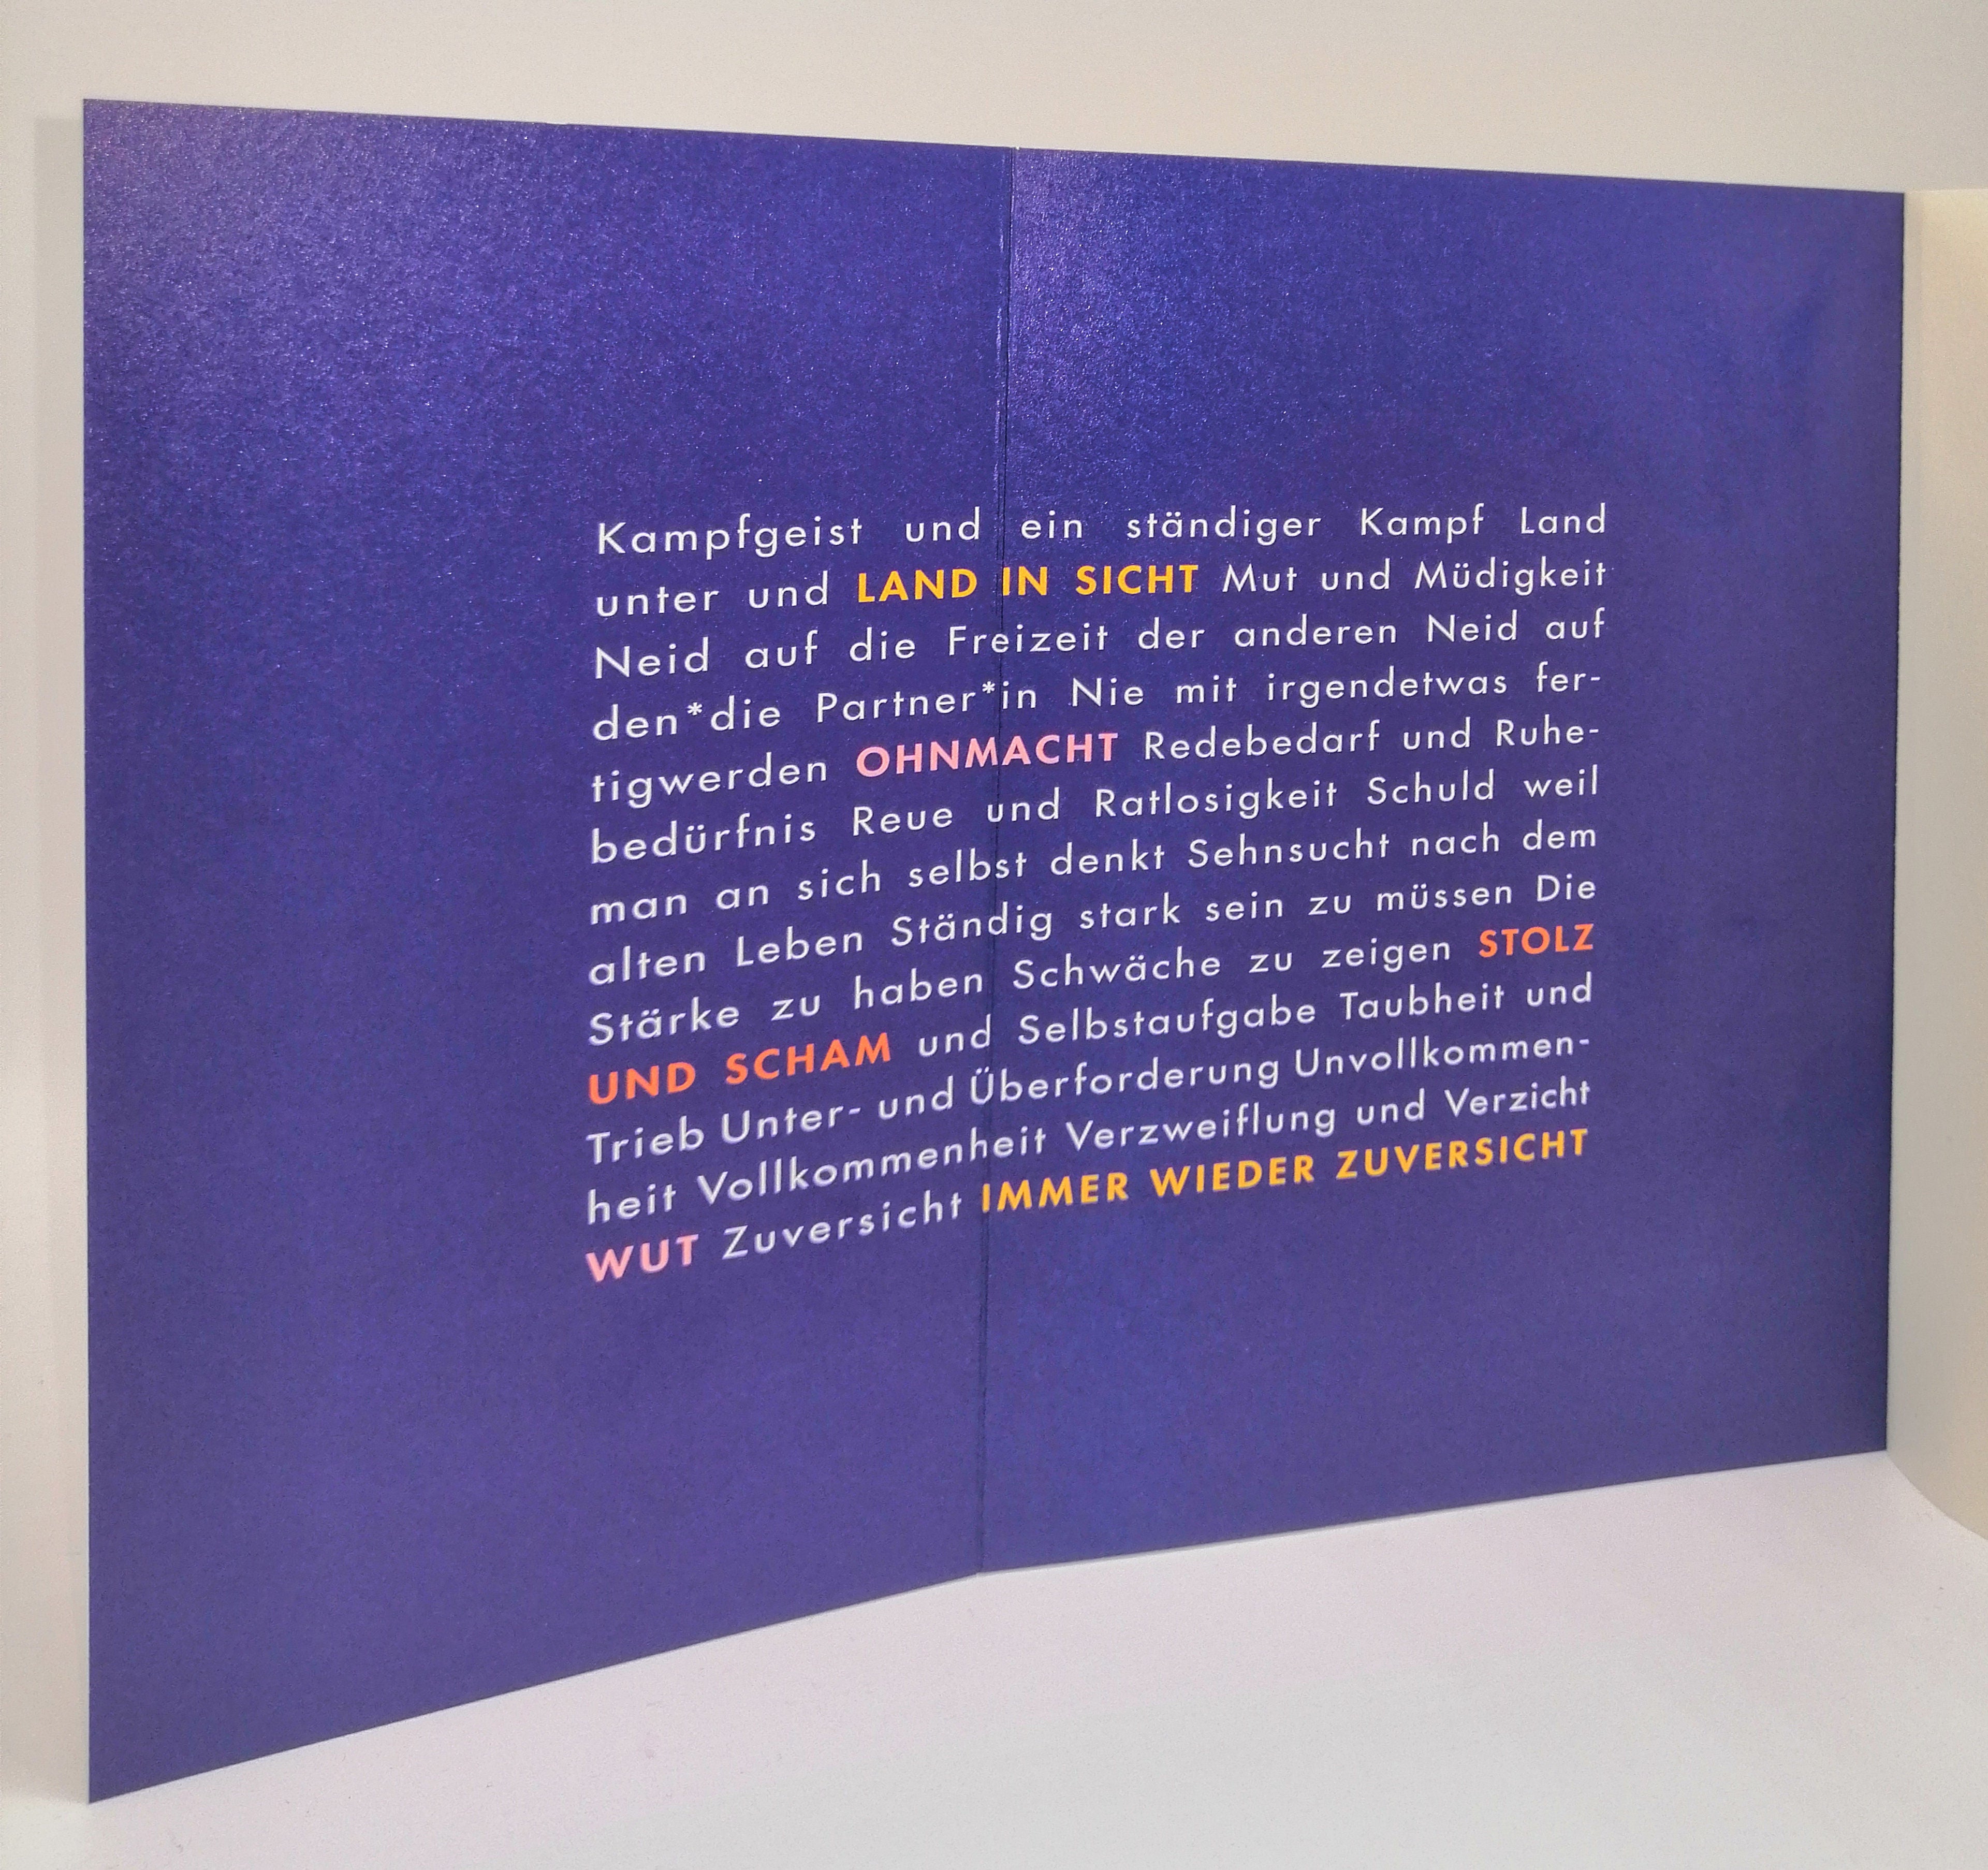 Kampfgeist und ein ständiger Kampf Land
unter und LAND IN SICHT Mut und Müdigkeit
Neid auf die Freizeit der anderen Neid auf
den*die Partner*in Nie mit irgendetwas fer-
tigwerden OHNMACHT Redebedarf und Ruhe-
bedürfnis Reue und Ratlosigkeit Schuld weil
man an sich selbst denkt Sehnsucht nach dem
alten Leben Ständig stark sein zu müssen Die
Stärke zu haben Schwäche zu zeigen STOLZ
UND SCHAM und Selbstaufgabe Taubheit und
Trieb Unter- und Überforderung Unvollkommen-
heit Vollkommenheit Verzweiflung und Verzicht
WUT Zuversicht IMMER WIEDER ZUVERSICHT